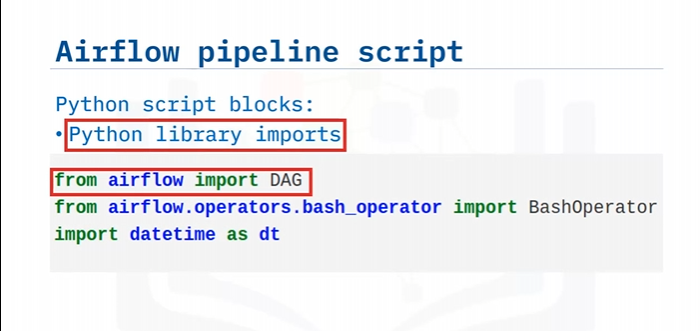 Airflow pipeline script
Python script blocks:
•Python library imports
from airflow import DAG
from airflow.operators.bash_operator import BashOperator
import datetime as dt